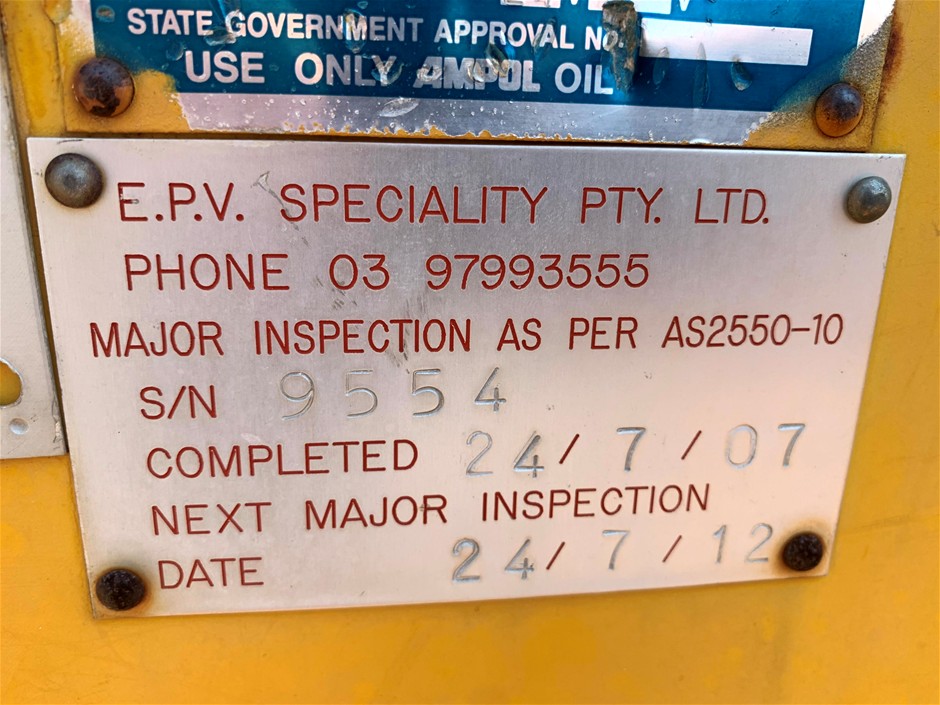 STATE GOVERNMENT APPROVAL No.
USE ONLY AMPOL OIL
E.P.V. SPECIALITY PTY. LTD.
PHONE 03 97993555
MAJOR INSPECTION AS PER AS2550-10
S/N 9554
COMPLETED 24/7/07
NEXT MAJOR INSPECTION
DATE 24/7/12